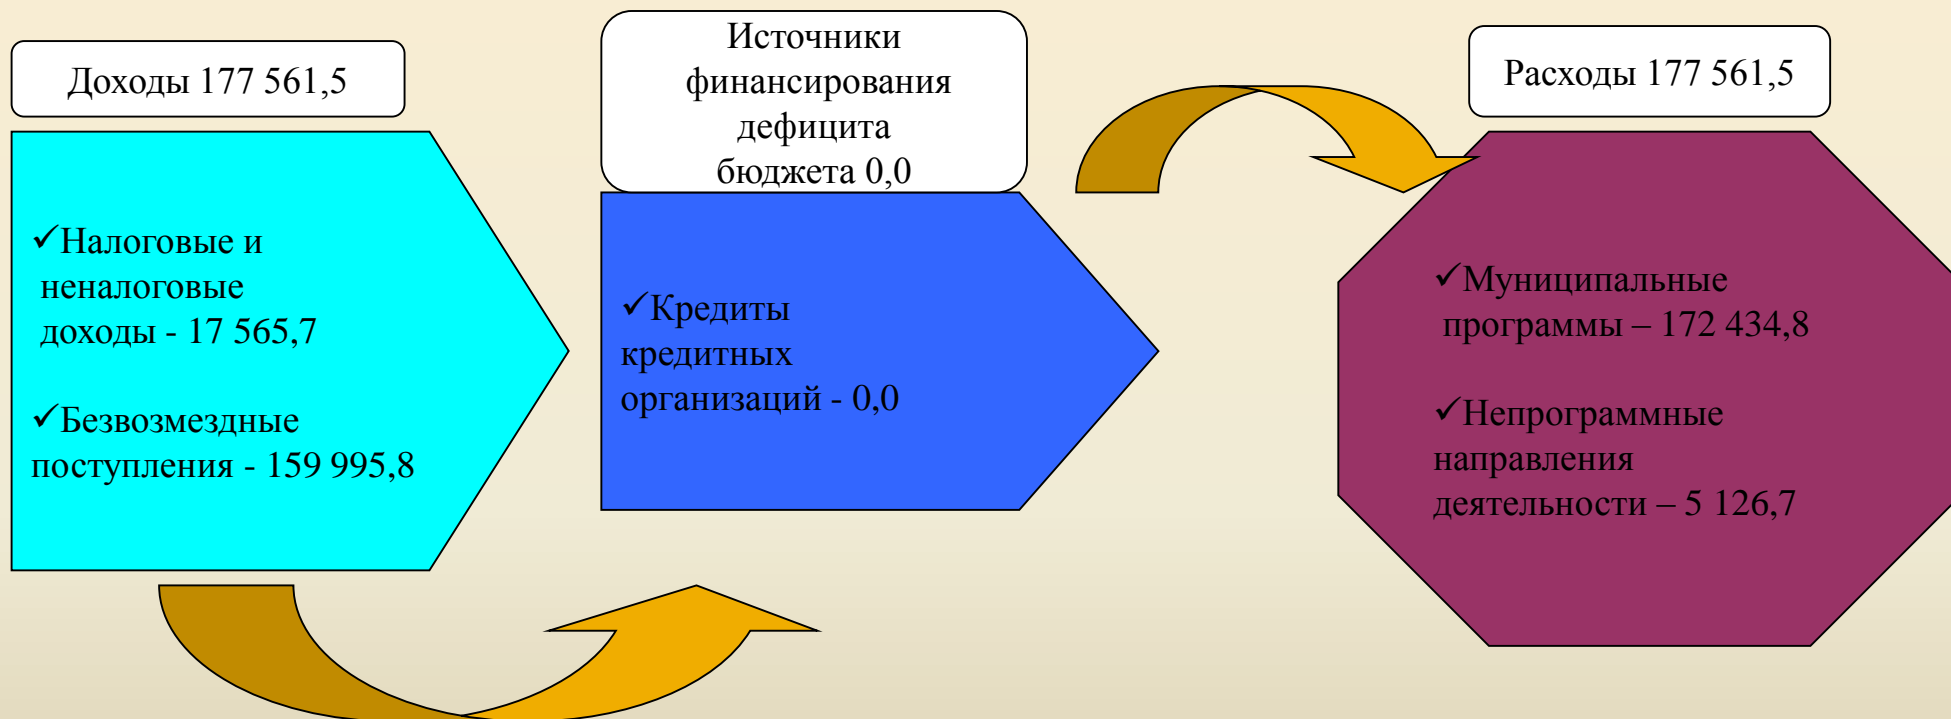 Доходы 177 561,5
✓Налоговые и
неналоговые
доходы - 17 565,7
✓Безвозмездные
поступления - 159 995,8
Источники
финансирования
дефицита
бюджета 0,0
✓Кредиты
кредитных
организаций - 0,0
Расходы 177 561,5
✓Муниципальные
программы – 172 434,8
✓Непрограммные
направления
деятельности – 5 126,7